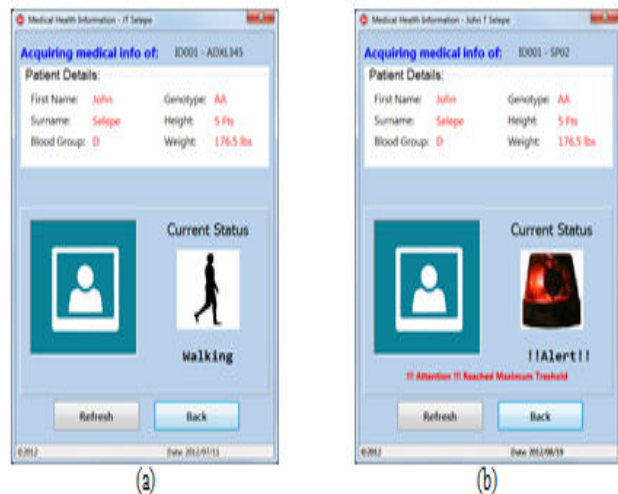 Medical Health Information - JT Selepe
Acquiring medical info of: ID001 - ADXL345
Patient Details:
First Name: John Genotype: AA
Surname: Selepe Height: 5 Fts
Blood Group: D Weight: 176.5 lbs
Current Status
Walking
Refresh Back
©2012 Date: 2012/07/11
(a)
Medical Health Information - John T Selepe
Acquiring medical info of: ID001 - SP02
Patient Details:
First Name: John Genotype: AA
Surname: Selepe Height: 5 Fts
Blood Group: D Weight: 176.5 lbs
Current Status
!!Alert!!
!!! Attention !!! Reached Maximum Treshold
Refresh Back
©2012 Date: 2012/08/19
(b)